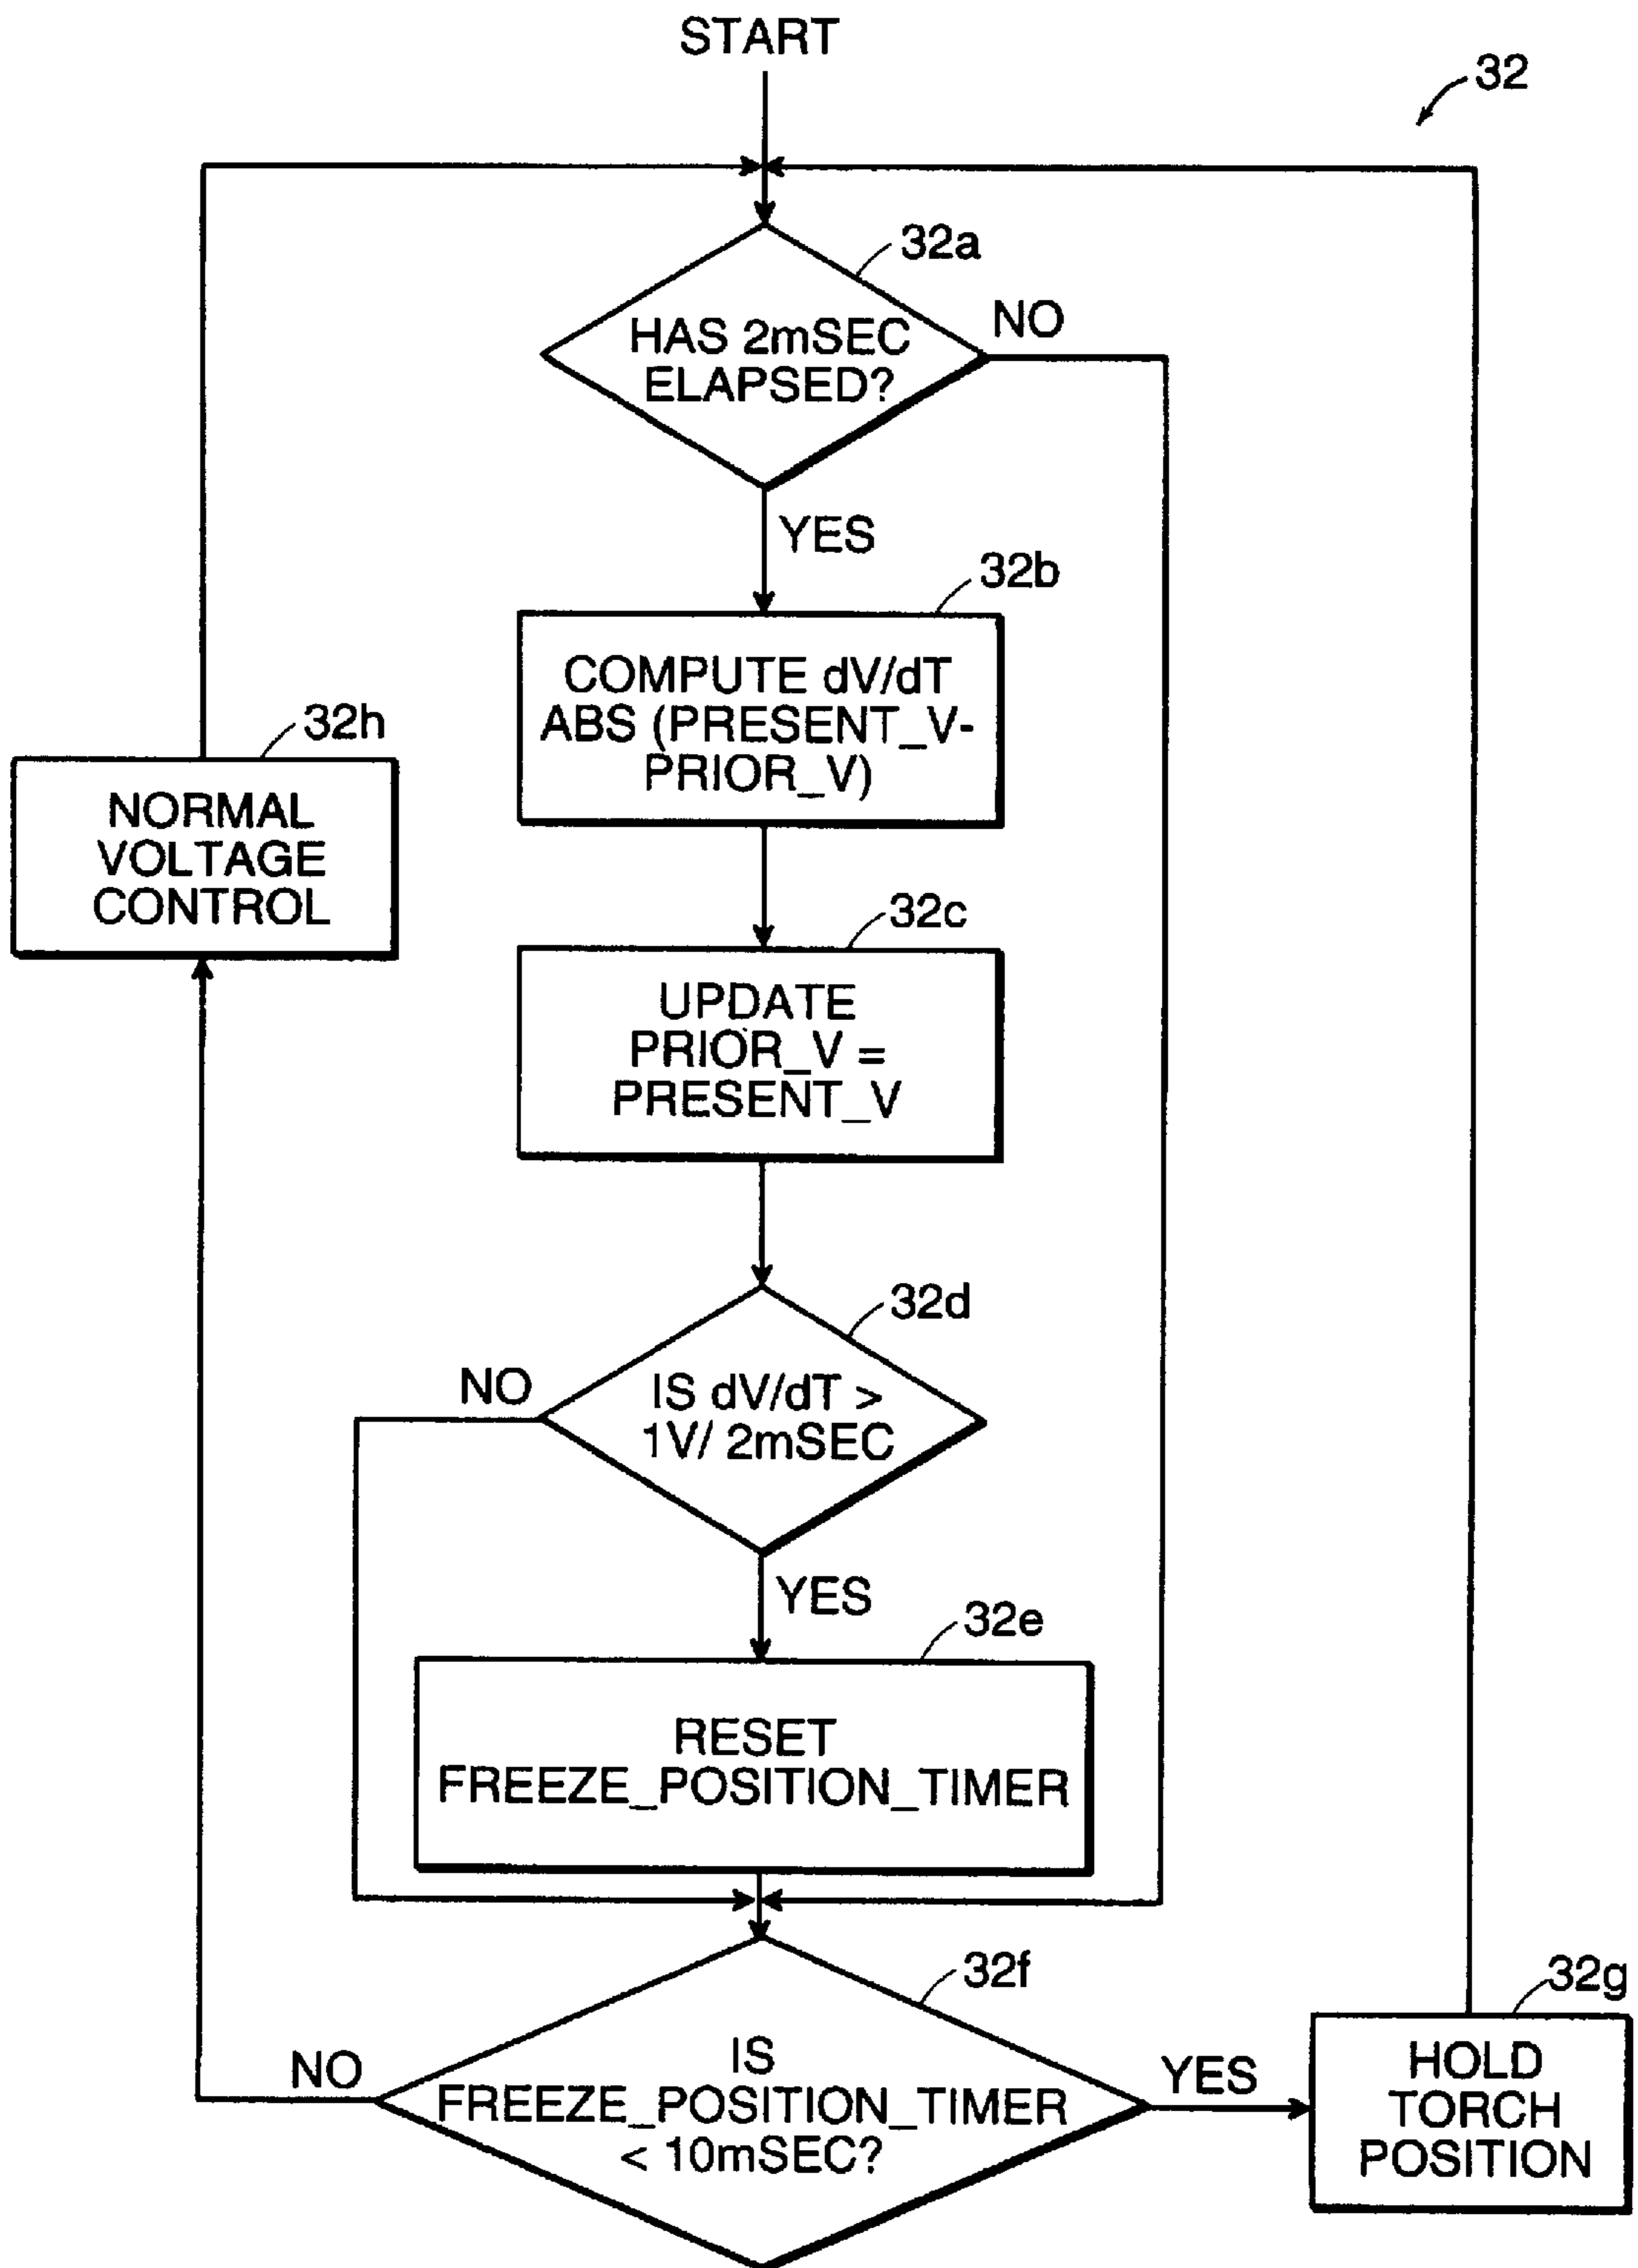 START
32
32a
HAS 2mSEC
ELAPSED?
NO
YES
32b
COMPUTE dV/dT
ABS (PRESENT_V-
PRIOR_V)
32h
NORMAL
VOLTAGE
CONTROL
32c
UPDATE
PRIOR_V =
PRESENT_V
32d
NO
IS dV/dT >
1V/ 2mSEC
YES
32e
RESET
FREEZE_POSITION_TIMER
32f
NO
IS
FREEZE_POSITION_TIMER
< 10mSEC?
YES
32g
HOLD
TORCH
POSITION